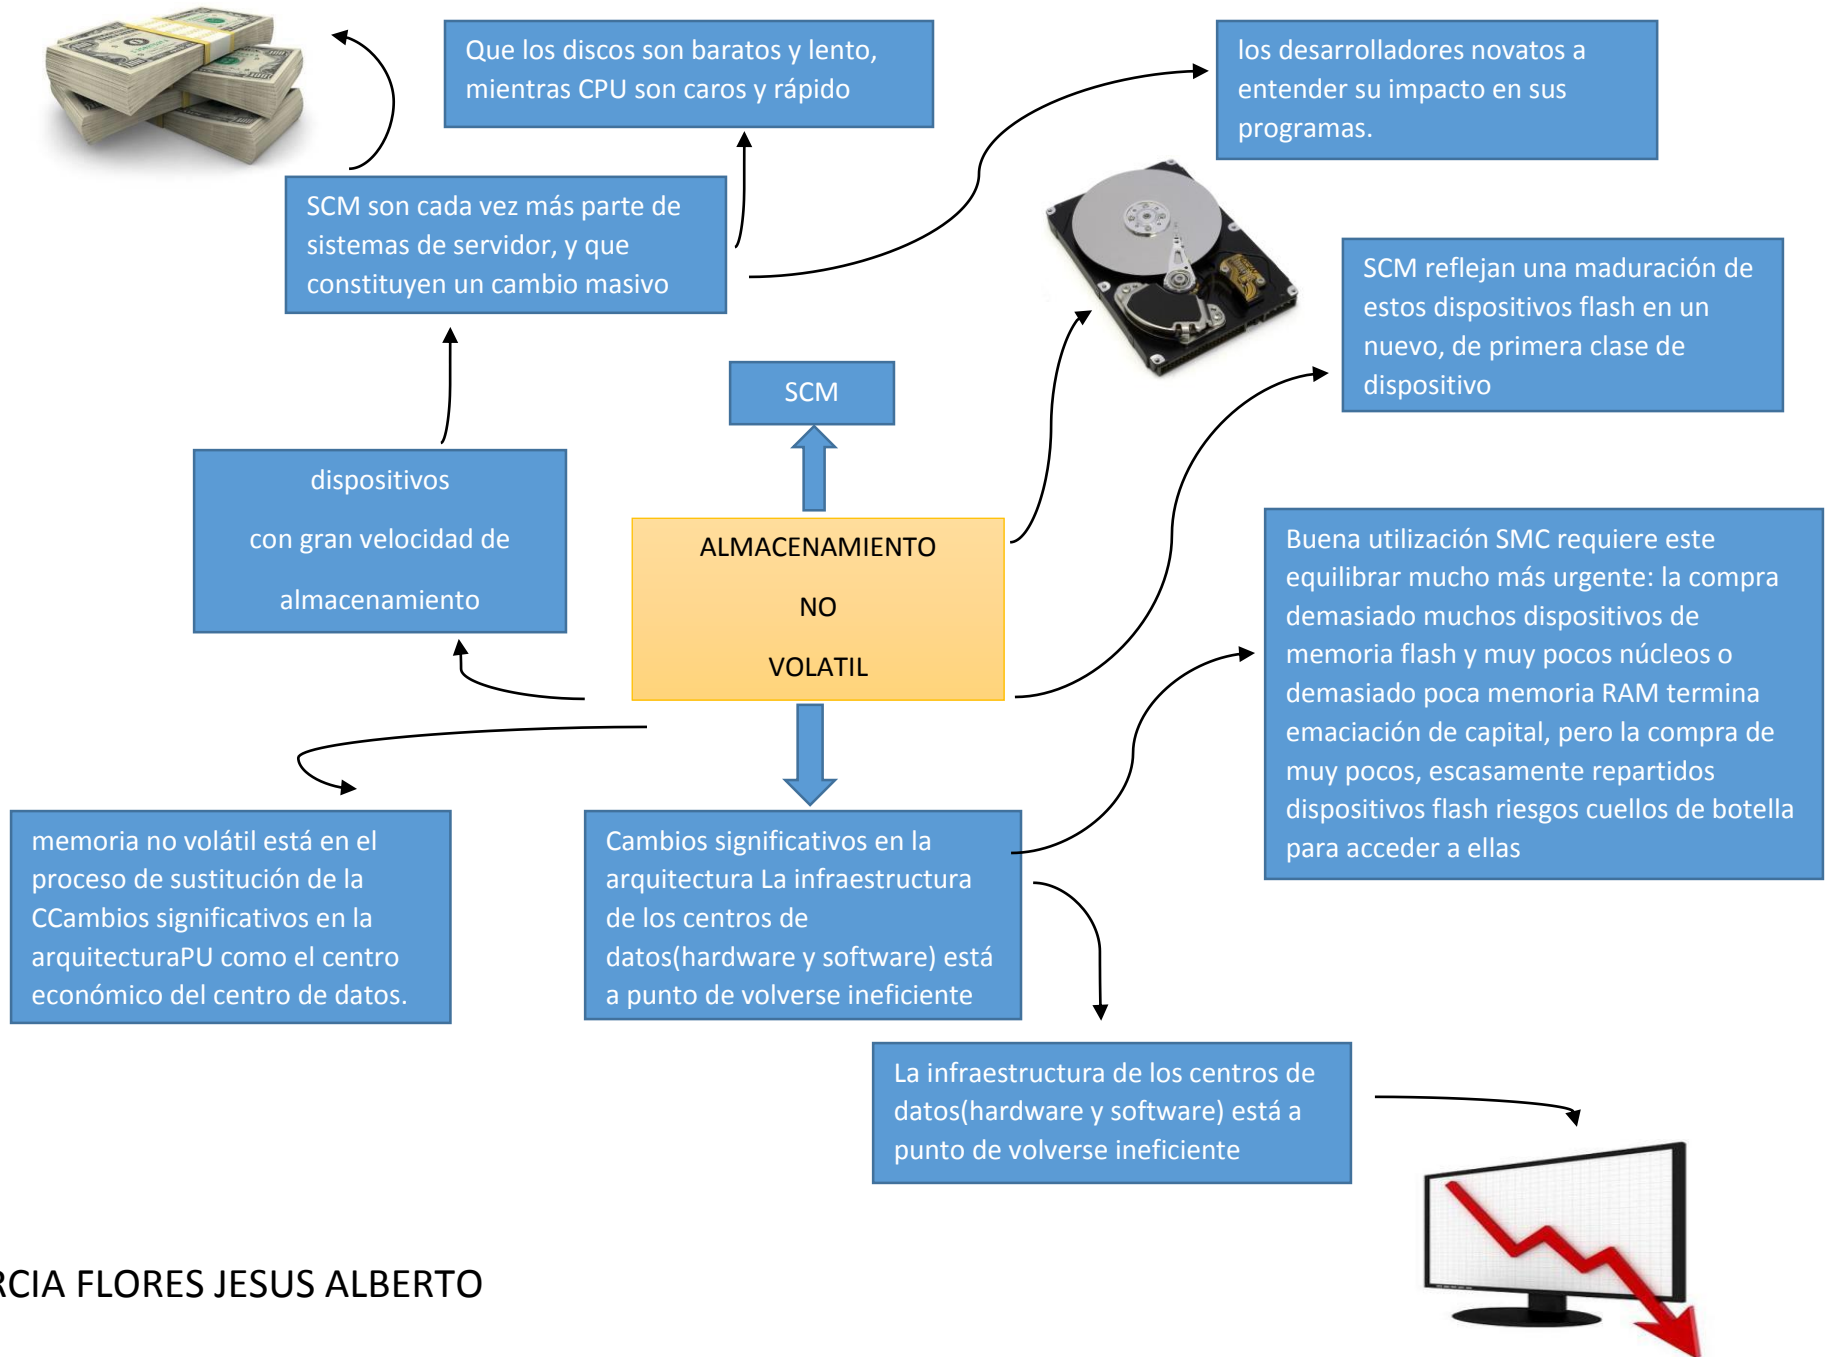 Que los discos son baratos y lento,
mientras CPU son caros y rápido
los desarrolladores novatos a
entender su impacto en sus
programas.
SCM son cada vez más parte de
sistemas de servidor, y que
constituyen un cambio masivo
SCM reflejan una maduración de
estos dispositivos flash en un
nuevo, de primera clase de
dispositivo
SCM
dispositivos
con gran velocidad de
almacenamiento
ALMACENAMIENTO
NO
VOLATIL
Buena utilización SMC requiere este
equilibrar mucho más urgente: la compra
demasiado muchos dispositivos de
memoria flash y muy pocos núcleos o
demasiado poca memoria RAM termina
emaciación de capital, pero la compra de
muy pocos, escasamente repartidos
dispositivos flash riesgos cuellos de botella
para acceder a ellas
memoria no volátil está en el
proceso de sustitución de la
CCambios significativos en la
arquitecturaPU como el centro
económico del centro de datos.
Cambios significativos en la
arquitectura La infraestructura
de los centros de
datos(hardware y software) está
a punto de volverse ineficiente
La infraestructura de los centros de
datos(hardware y software) está a
punto de volverse ineficiente
RCIA FLORES JESUS ALBERTO